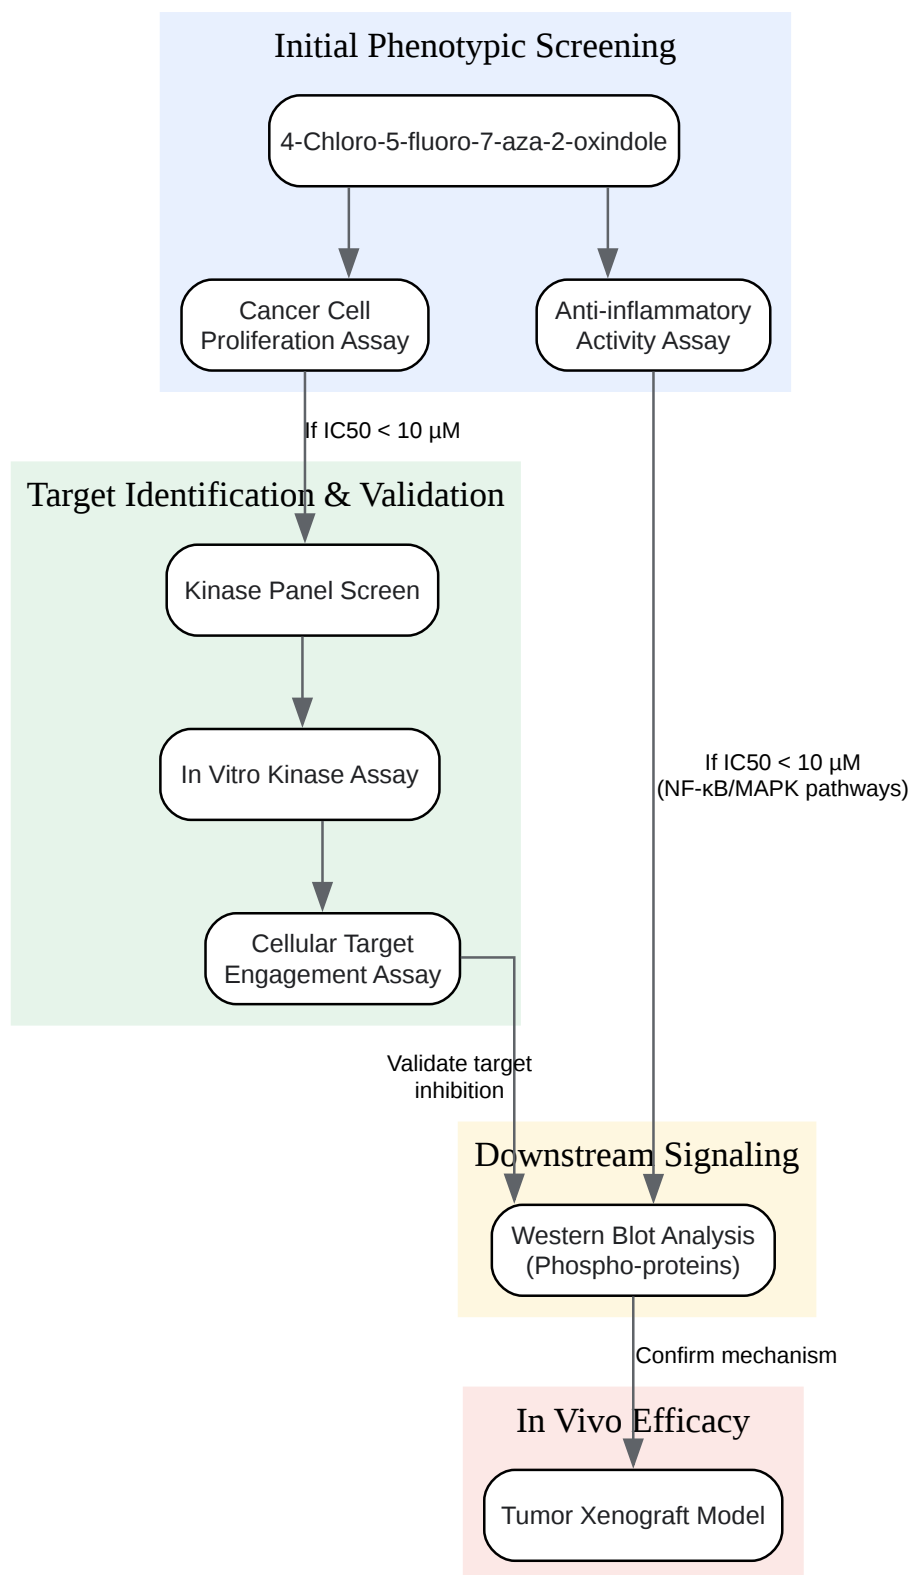 Initial Phenotypic Screening
4-Chloro-5-fluoro-7-aza-2-oxindole
Cancer Cell
Proliferation Assay
Anti-inflammatory
Activity Assay
If IC50 < 10 µM
Target Identification & Validation
Kinase Panel Screen
In Vitro Kinase Assay
If IC50 < 10 µM
(NF-κB/MAPK pathways)
Cellular Target
Engagement Assay
Validate target
inhibition
Downstream Signaling
Western Blot Analysis
(Phospho-proteins)
Confirm mechanism
In Vivo Efficacy
Tumor Xenograft Model